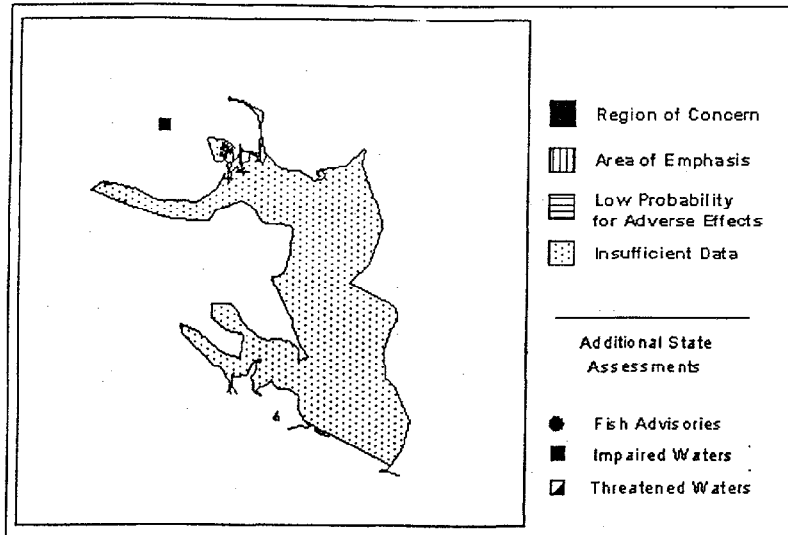 Region of Concern
Area of Emphasis
Low Probability
for Adverse Effects
Insufficient Data
Additional State
Assessments
Fish Advisories
Impaired Waters
Threatened Waters